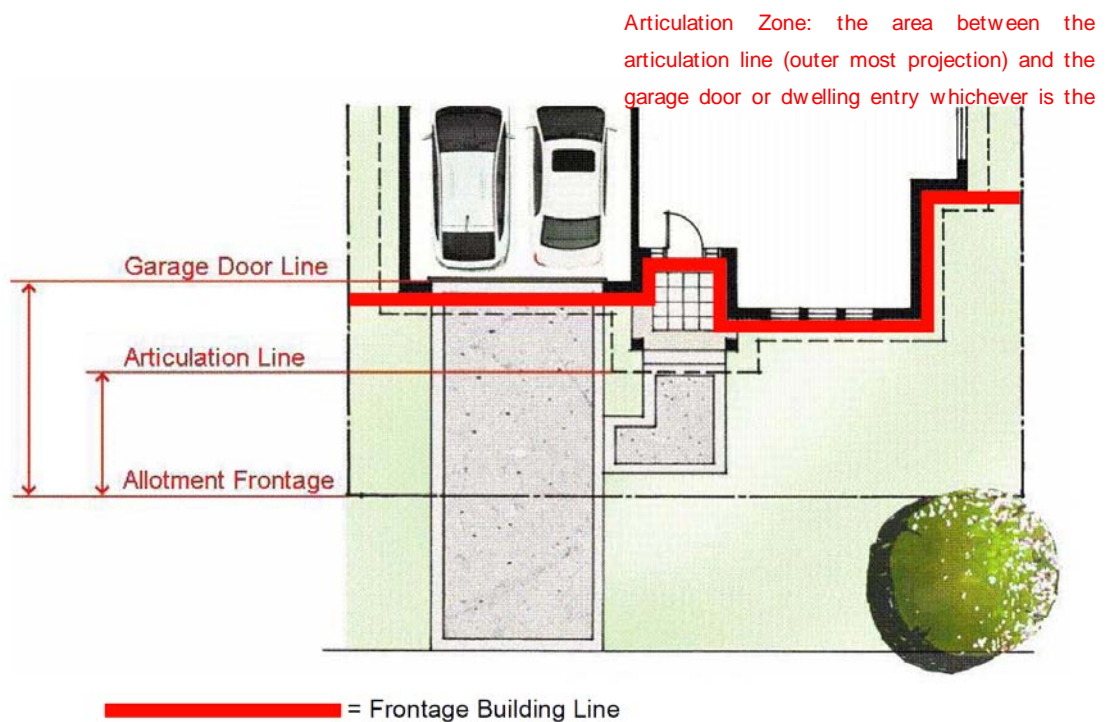 Articulation Zone: the area between the
articulation line (outer most projection) and the
garage door or dwelling entry whichever is the
Garage Door Line
Articulation Line
Allotment Frontage
= Frontage Building Line